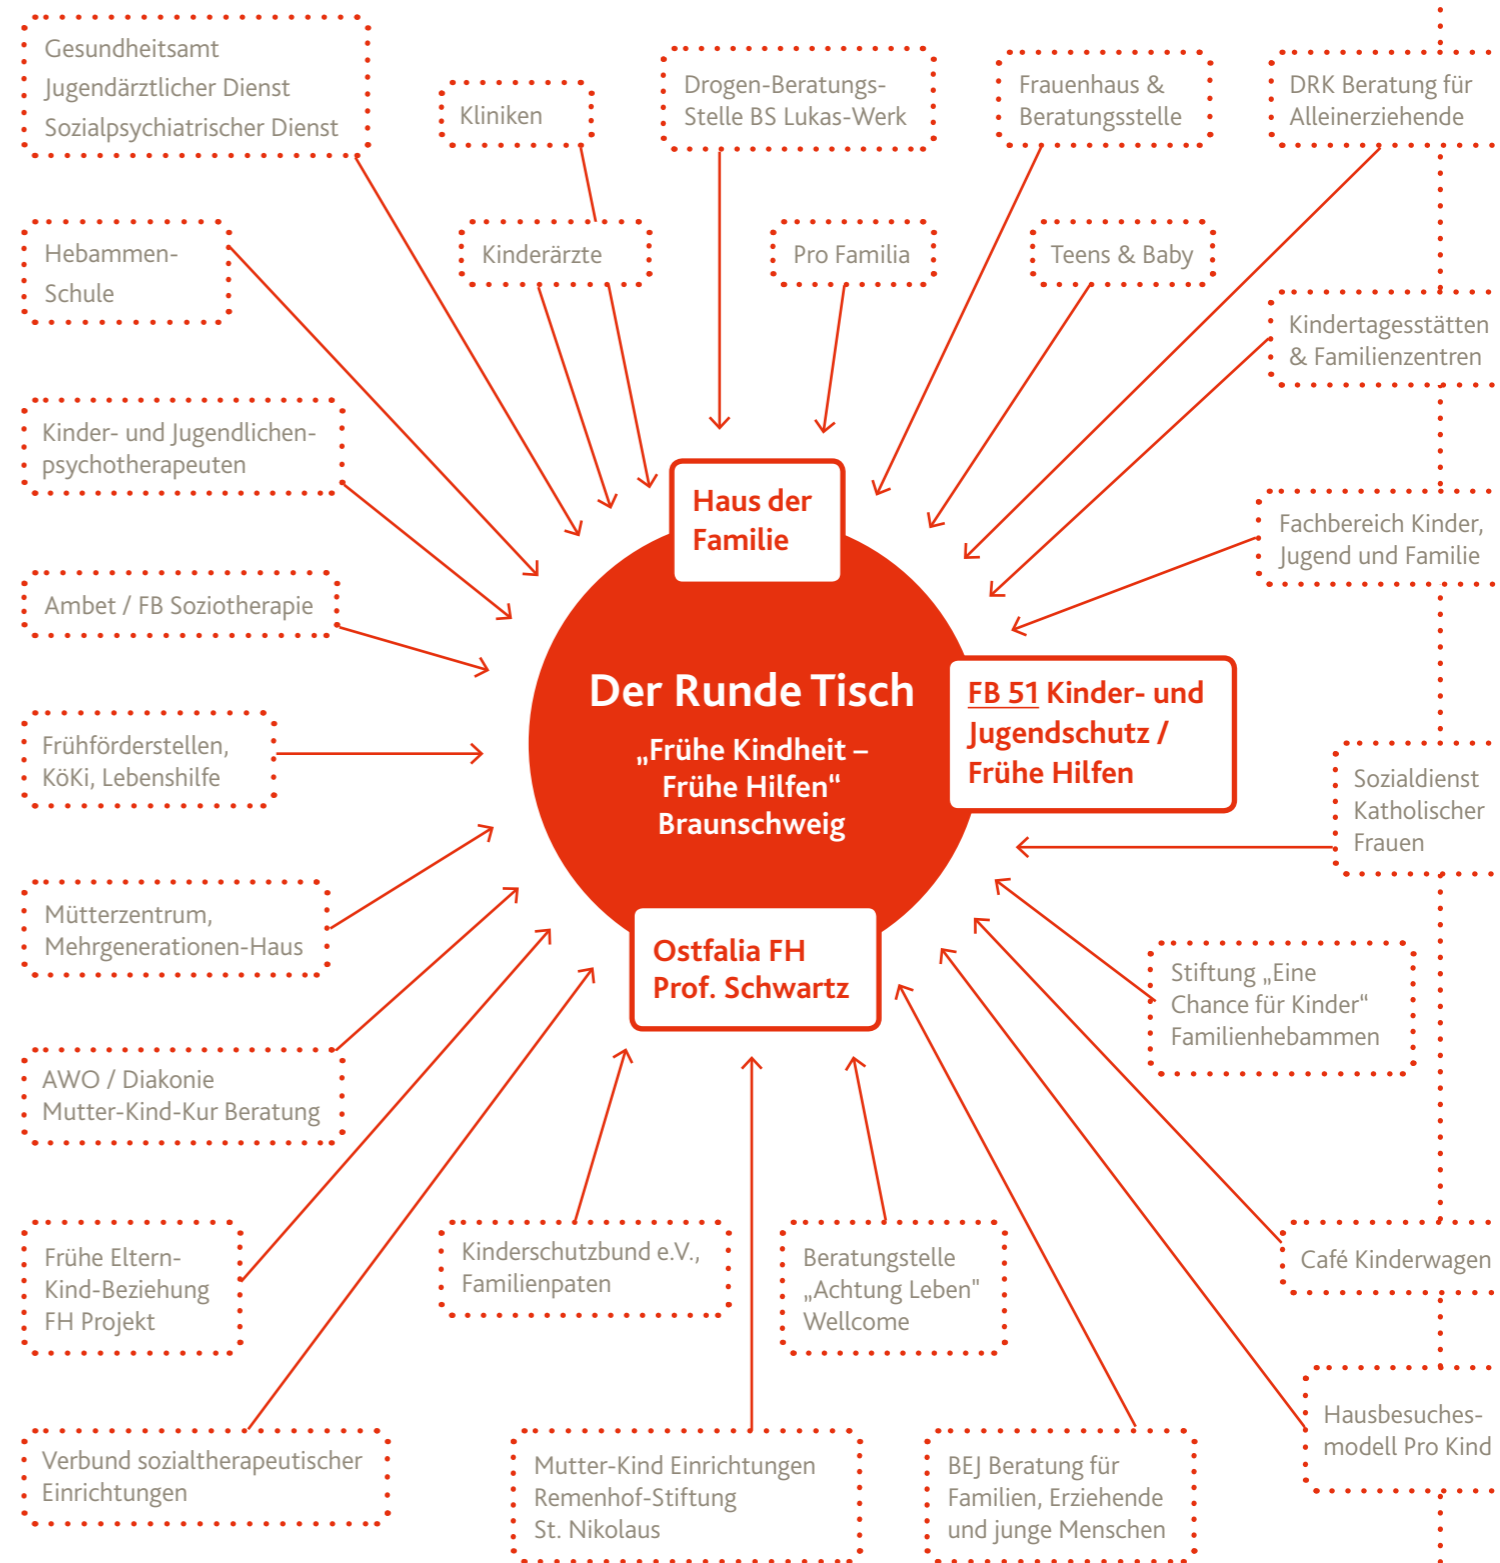 Gesundheitsamt
Jugendärztlicher Dienst
Sozialpsychiatrischer Dienst
Kliniken
Drogen-Beratungs-
Stelle BS Lukas-Werk
Frauenhaus &
Beratungsstelle
DRK Beratung für
Alleinerziehende
Hebammen-
Schule
Kinderärzte
Pro Familia
Teens & Baby
Kindertagesstätten
& Familienzentren
Kinder- und Jugendlichen-
psychotherapeuten
Haus der
Familie
Fachbereich Kinder,
Jugend und Familie
Ambet / FB Soziotherapie
Der Runde Tisch
„Frühe Kindheit –
Frühe Hilfen“
Braunschweig
FB 51 Kinder- und
Jugendschutz /
Frühe Hilfen
Frühförderstellen,
KöKi, Lebenshilfe
Sozialdienst
Katholischer
Frauen
Mütterzentrum,
Mehrgenerationen-Haus
Ostfalia FH
Prof. Schwartz
Stiftung „Eine
Chance für Kinder“
Familienhebammen
AWO / Diakonie
Mutter-Kind-Kur Beratung
Frühe Eltern-
Kind-Beziehung
FH Projekt
Kinderschutzbund e.V.,
Familienpaten
Beratungstelle
„Achtung Leben"
Wellcome
Café Kinderwagen
Verbund sozialtherapeutischer
Einrichtungen
Mutter-Kind Einrichtungen
Remenhof-Stiftung
St. Nikolaus
BEJ Beratung für
Familien, Erziehende
und junge Menschen
Hausbesuches-
modell Pro Kind